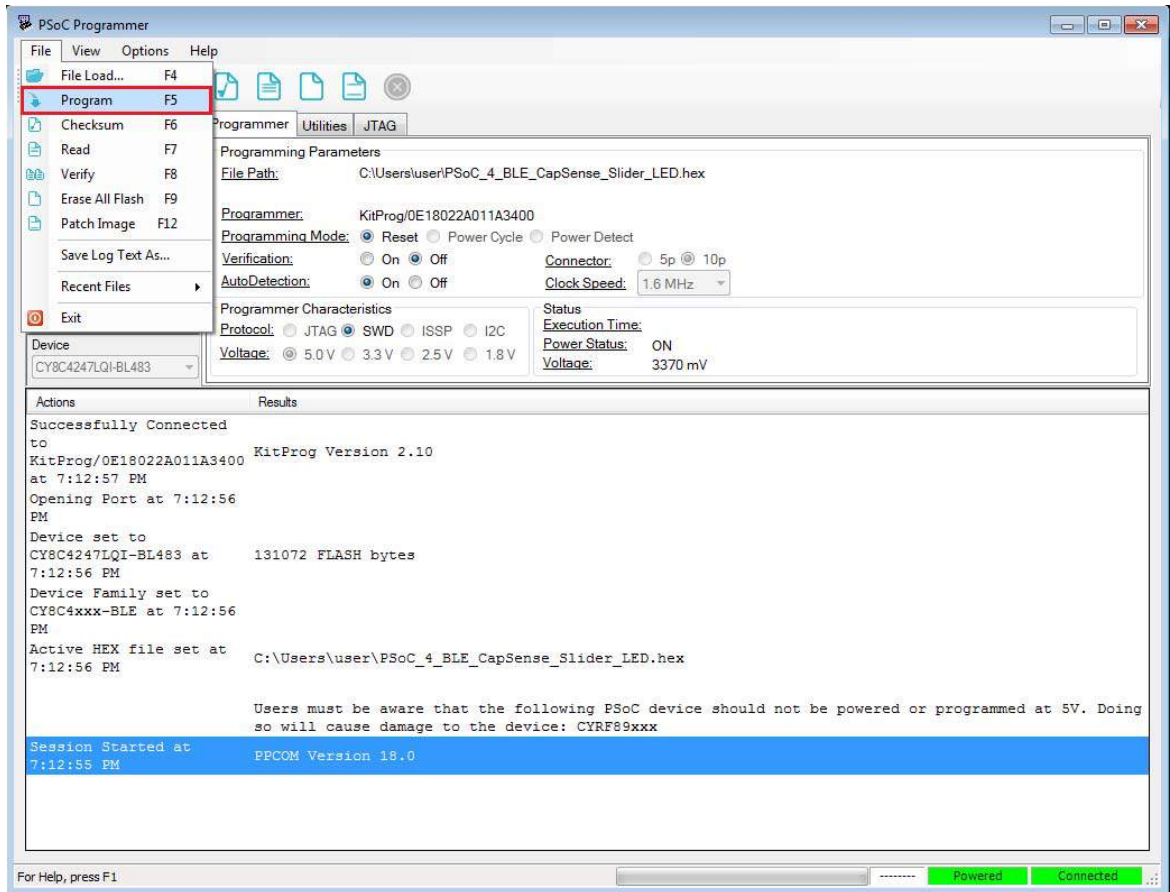 PSoC Programmer
File View Options Help
File Load... F4
Program F5
Checksum F6
Read F7
Verify F8
Erase All Flash F9
Patch Image F12
Save Log Text As...
Recent Files
Exit
Programmer Utilities JTAG
Programming Parameters
File Path: C:\Users\user\PSoC_4_BLE_CapSense_Slider_LED.hex
Programmer: KitProg/0E18022A011A3400
Programming Mode: Reset Power Cycle Power Detect
Verification: On Off Connector: 5p 10p
AutoDetection: On Off Clock Speed: 1.6 MHz
Programmer Characteristics
Protocol: JTAG SWD ISSP I2C
Voltage: 5.0 V 3.3 V 2.5 V 1.8 V
Status
Execution Time:
Power Status: ON
Voltage: 3370 mV
Device
CY8C4247LQI-BL483
Actions Results
Successfully Connected
to
KitProg/0E18022A011A3400
at 7:12:57 PM
KitProg Version 2.10
Opening Port at 7:12:56
PM
Device set to
CY8C4247LQI-BL483 at
7:12:56 PM
131072 FLASH bytes
Device Family set to
CY8C4xxx-BLE at 7:12:56
PM
Active HEX file set at
7:12:56 PM
C:\Users\user\PSoC_4_BLE_CapSense_Slider_LED.hex
Users must be aware that the following PSoC device should not be powered or programmed at 5V. Doing
so will cause damage to the device: CYRF89xxx
Session Started at
7:12:55 PM
PPCOM Version 18.0
For Help, press F1
--------
Powered
Connected